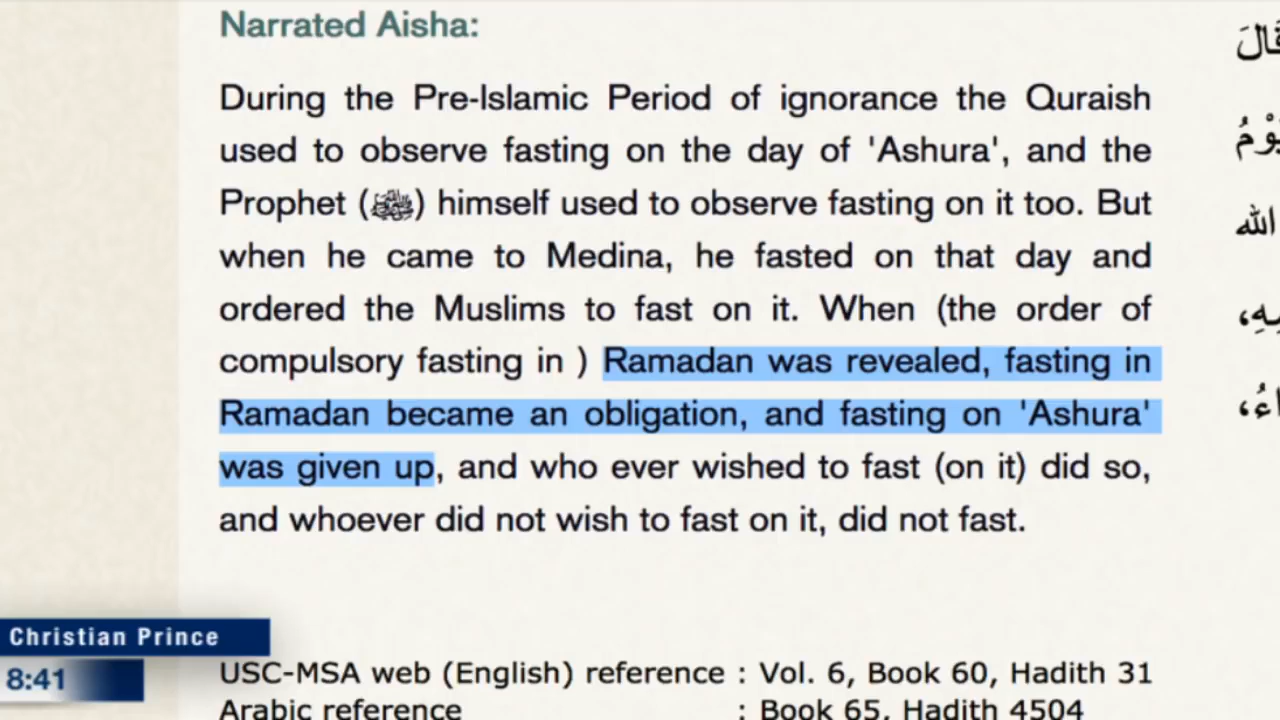 Narrated Aisha:
During the Pre-Islamic Period of ignorance the Quraish
used to observe fasting on the day of 'Ashura', and the
Prophet (ﷺ) himself used to observe fasting on it too. But
when he came to Medina, he fasted on that day and
ordered the Muslims to fast on it. When (the order of
compulsory fasting in ) Ramadan was revealed, fasting in
Ramadan became an obligation, and fasting on 'Ashura'
was given up, and who ever wished to fast (on it) did so,
and whoever did not wish to fast on it, did not fast.
الله
Christian Prince
8:41
USC-MSA web (English) reference : Vol. 6, Book 60, Hadith 31
Arabic reference : Book 65, Hadith 4504